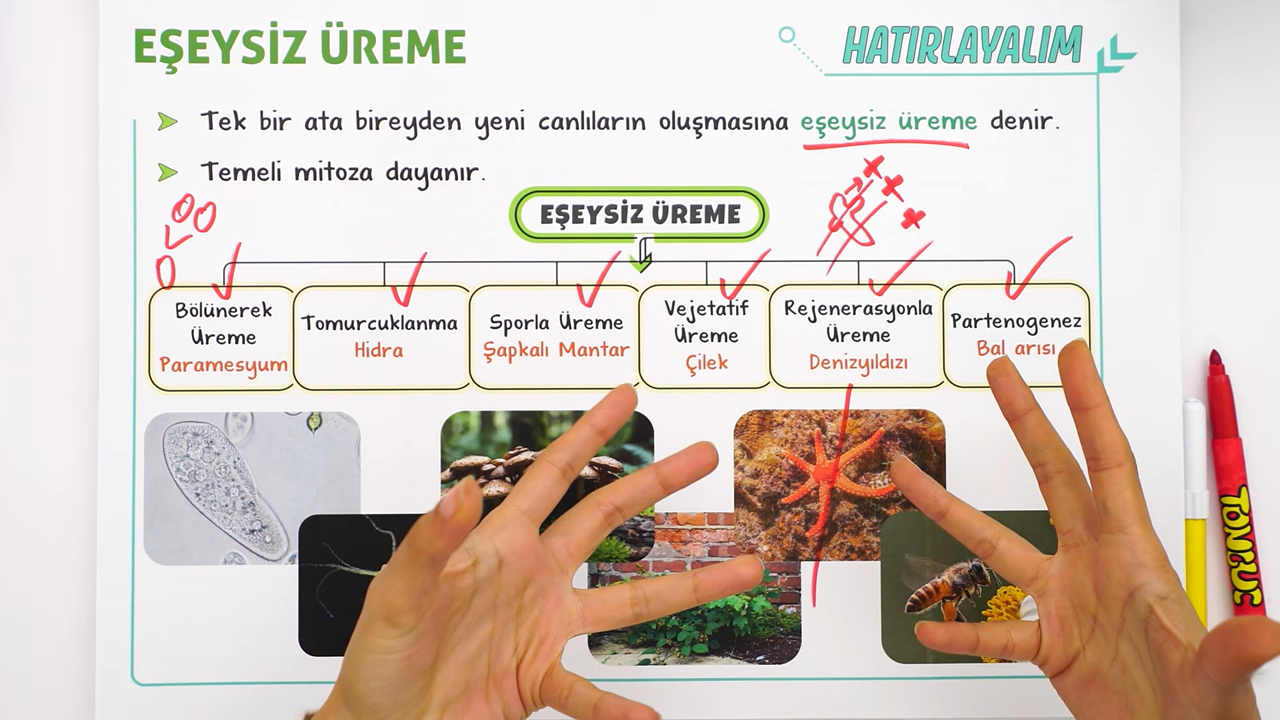 EŞEYSİZ ÜREME
HATIRLAYALIM
Tek bir ata bireyden yeni canlıların oluşmasına eşeysiz üreme denir.
Temeli mitoza dayanır.
EŞEYSİZ ÜREME
Bölünerek
Üreme
Paramesyum
Tomurcuklanma
Hidra
Sporla Üreme
Şapkalı Mantar
Vejetatif
Üreme
Çilek
Rejenerasyonla
Üreme
Denizyıldızı
Partenogenez
Bal arısı
TONGUÇ